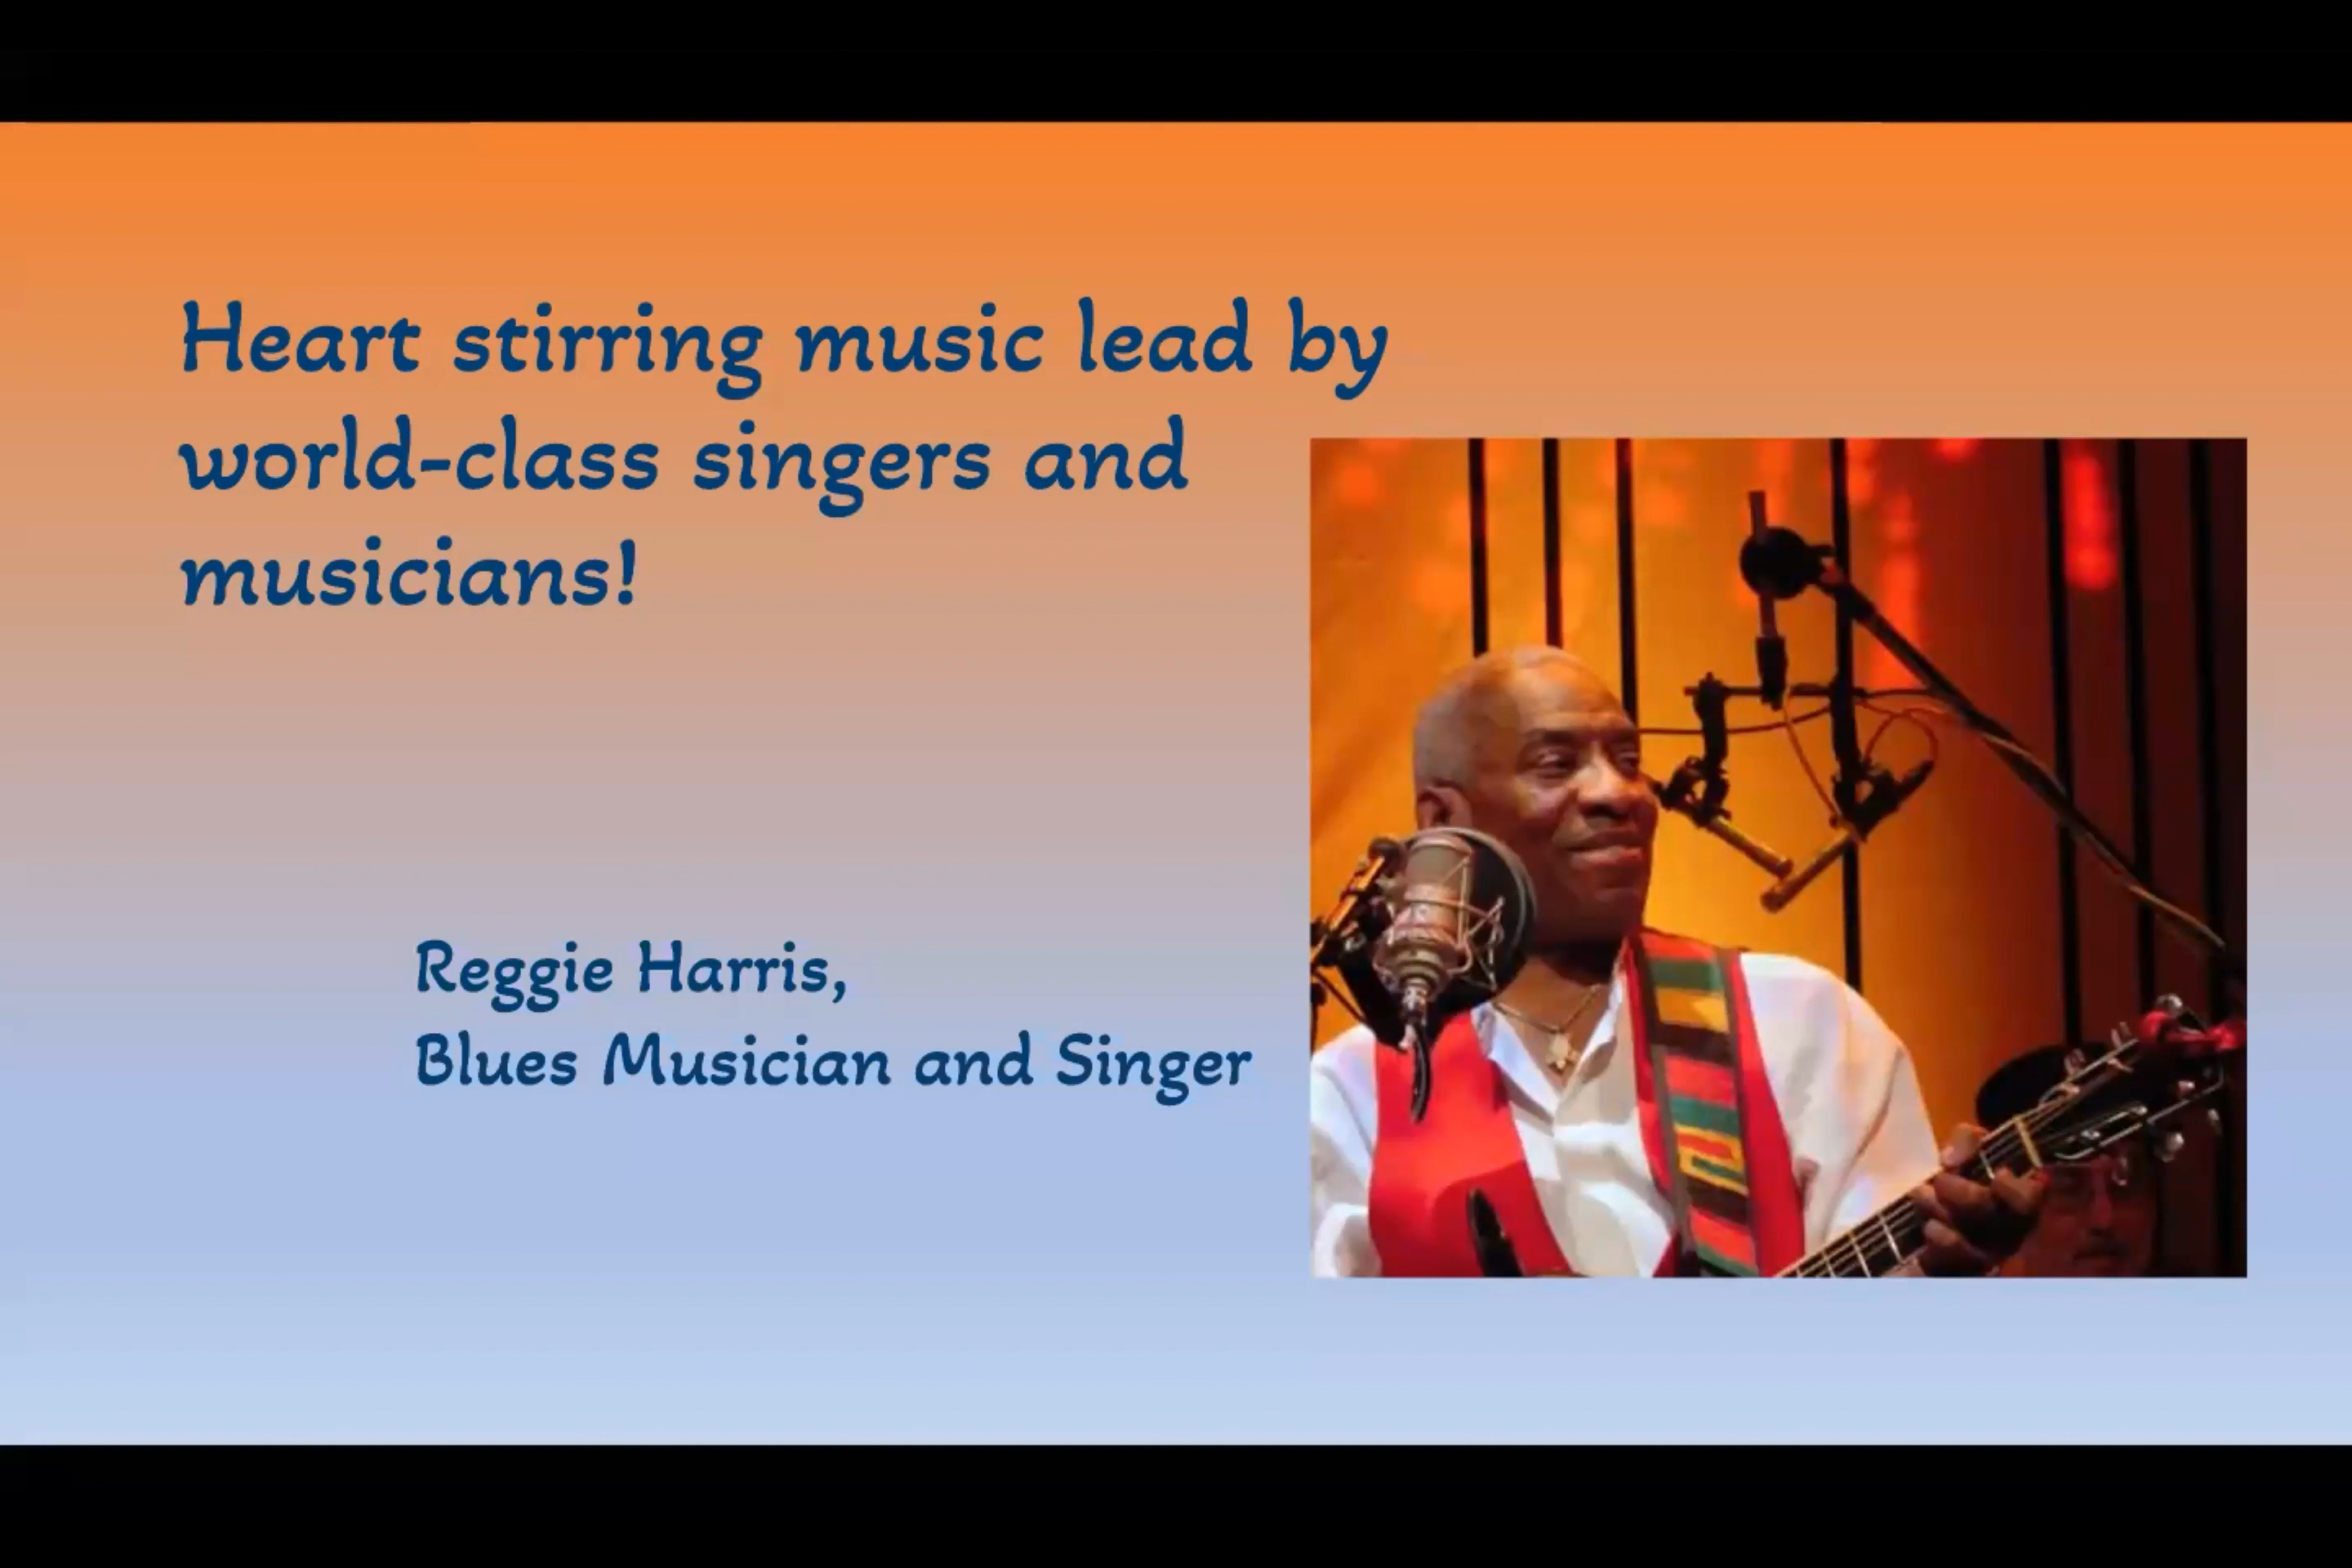 Heart stirring music lead by
world-class singers and
musicians!
Reggie Harris,
Blues Musician and Singer